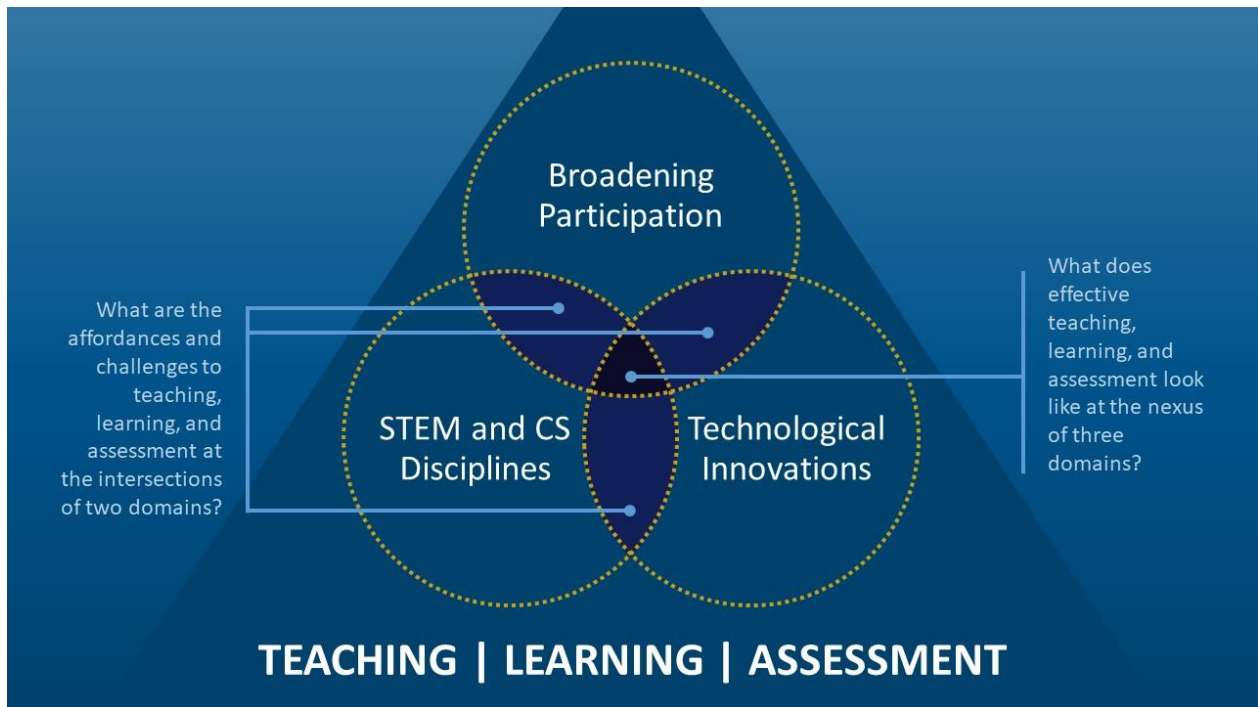 Broadening
Participation
What are the
affordances and
challenges to
teaching,
learning, and
assessment at
the intersections
of two domains?
STEM and CS
Disciplines
Technological
Innovations
What does
effective
teaching,
learning, and
assessment look
like at the nexus
of three
domains?
TEACHING | LEARNING | ASSESSMENT